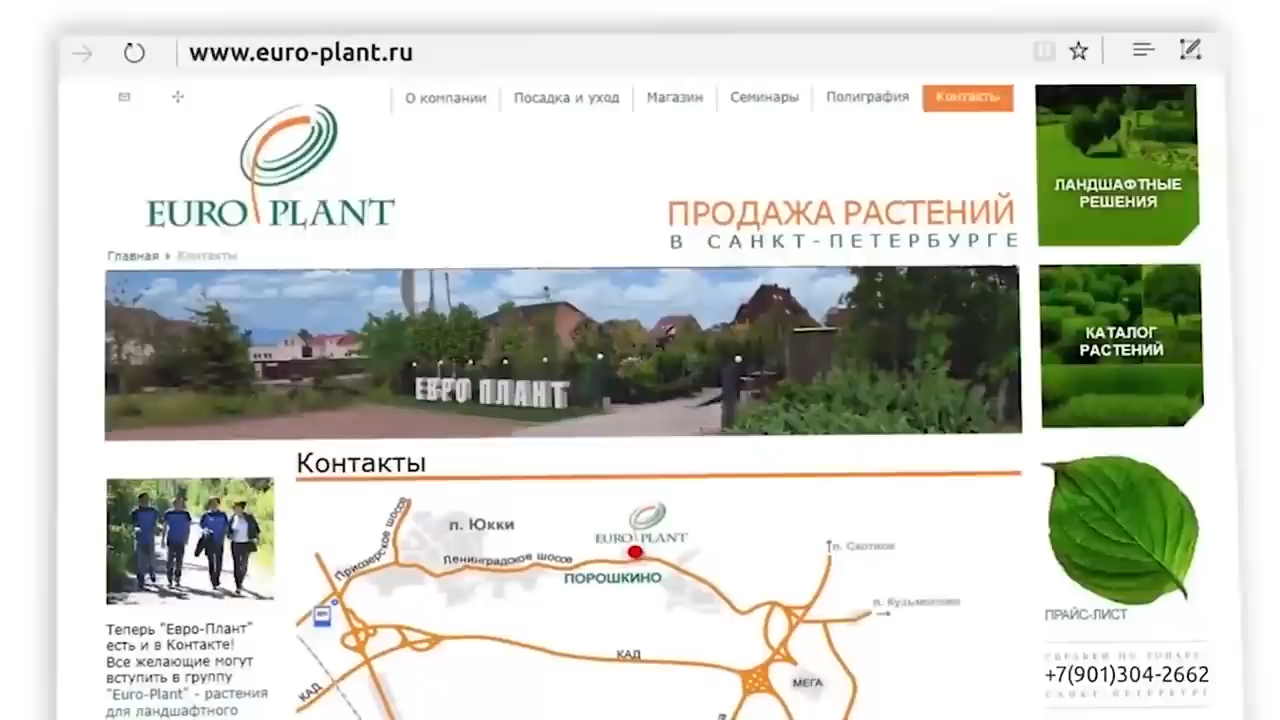 www.euro-plant.ru
О компании
Посадка и уход
Магазин
Семинары
Полиграфия
Контакты
EURO PLANT
ПРОДАЖА РАСТЕНИЙ
В САНКТ-ПЕТЕРБУРГЕ
ЛАНДШАФТНЫЕ
РЕШЕНИЯ
Главная
Контакты
ЕВРО ПЛАНТ
КАТАЛОГ
РАСТЕНИЙ
Контакты
п. Юкки
Приозерское шоссе
Ленинградское шоссе
EURO PLANT
ПОРОШКИНО
п. Сяртлое
п. Кузьмолово
КАД
КАД
МЕГА
ПРАЙС-ЛИСТ
+7(901)304-2662
САНКТ-ПЕТЕРБУРГ
Теперь "Евро-Плант"
есть и в Контакте!
Все желающие могут
вступить в группу
"Euro-Plant" - растения
для ландшафтного